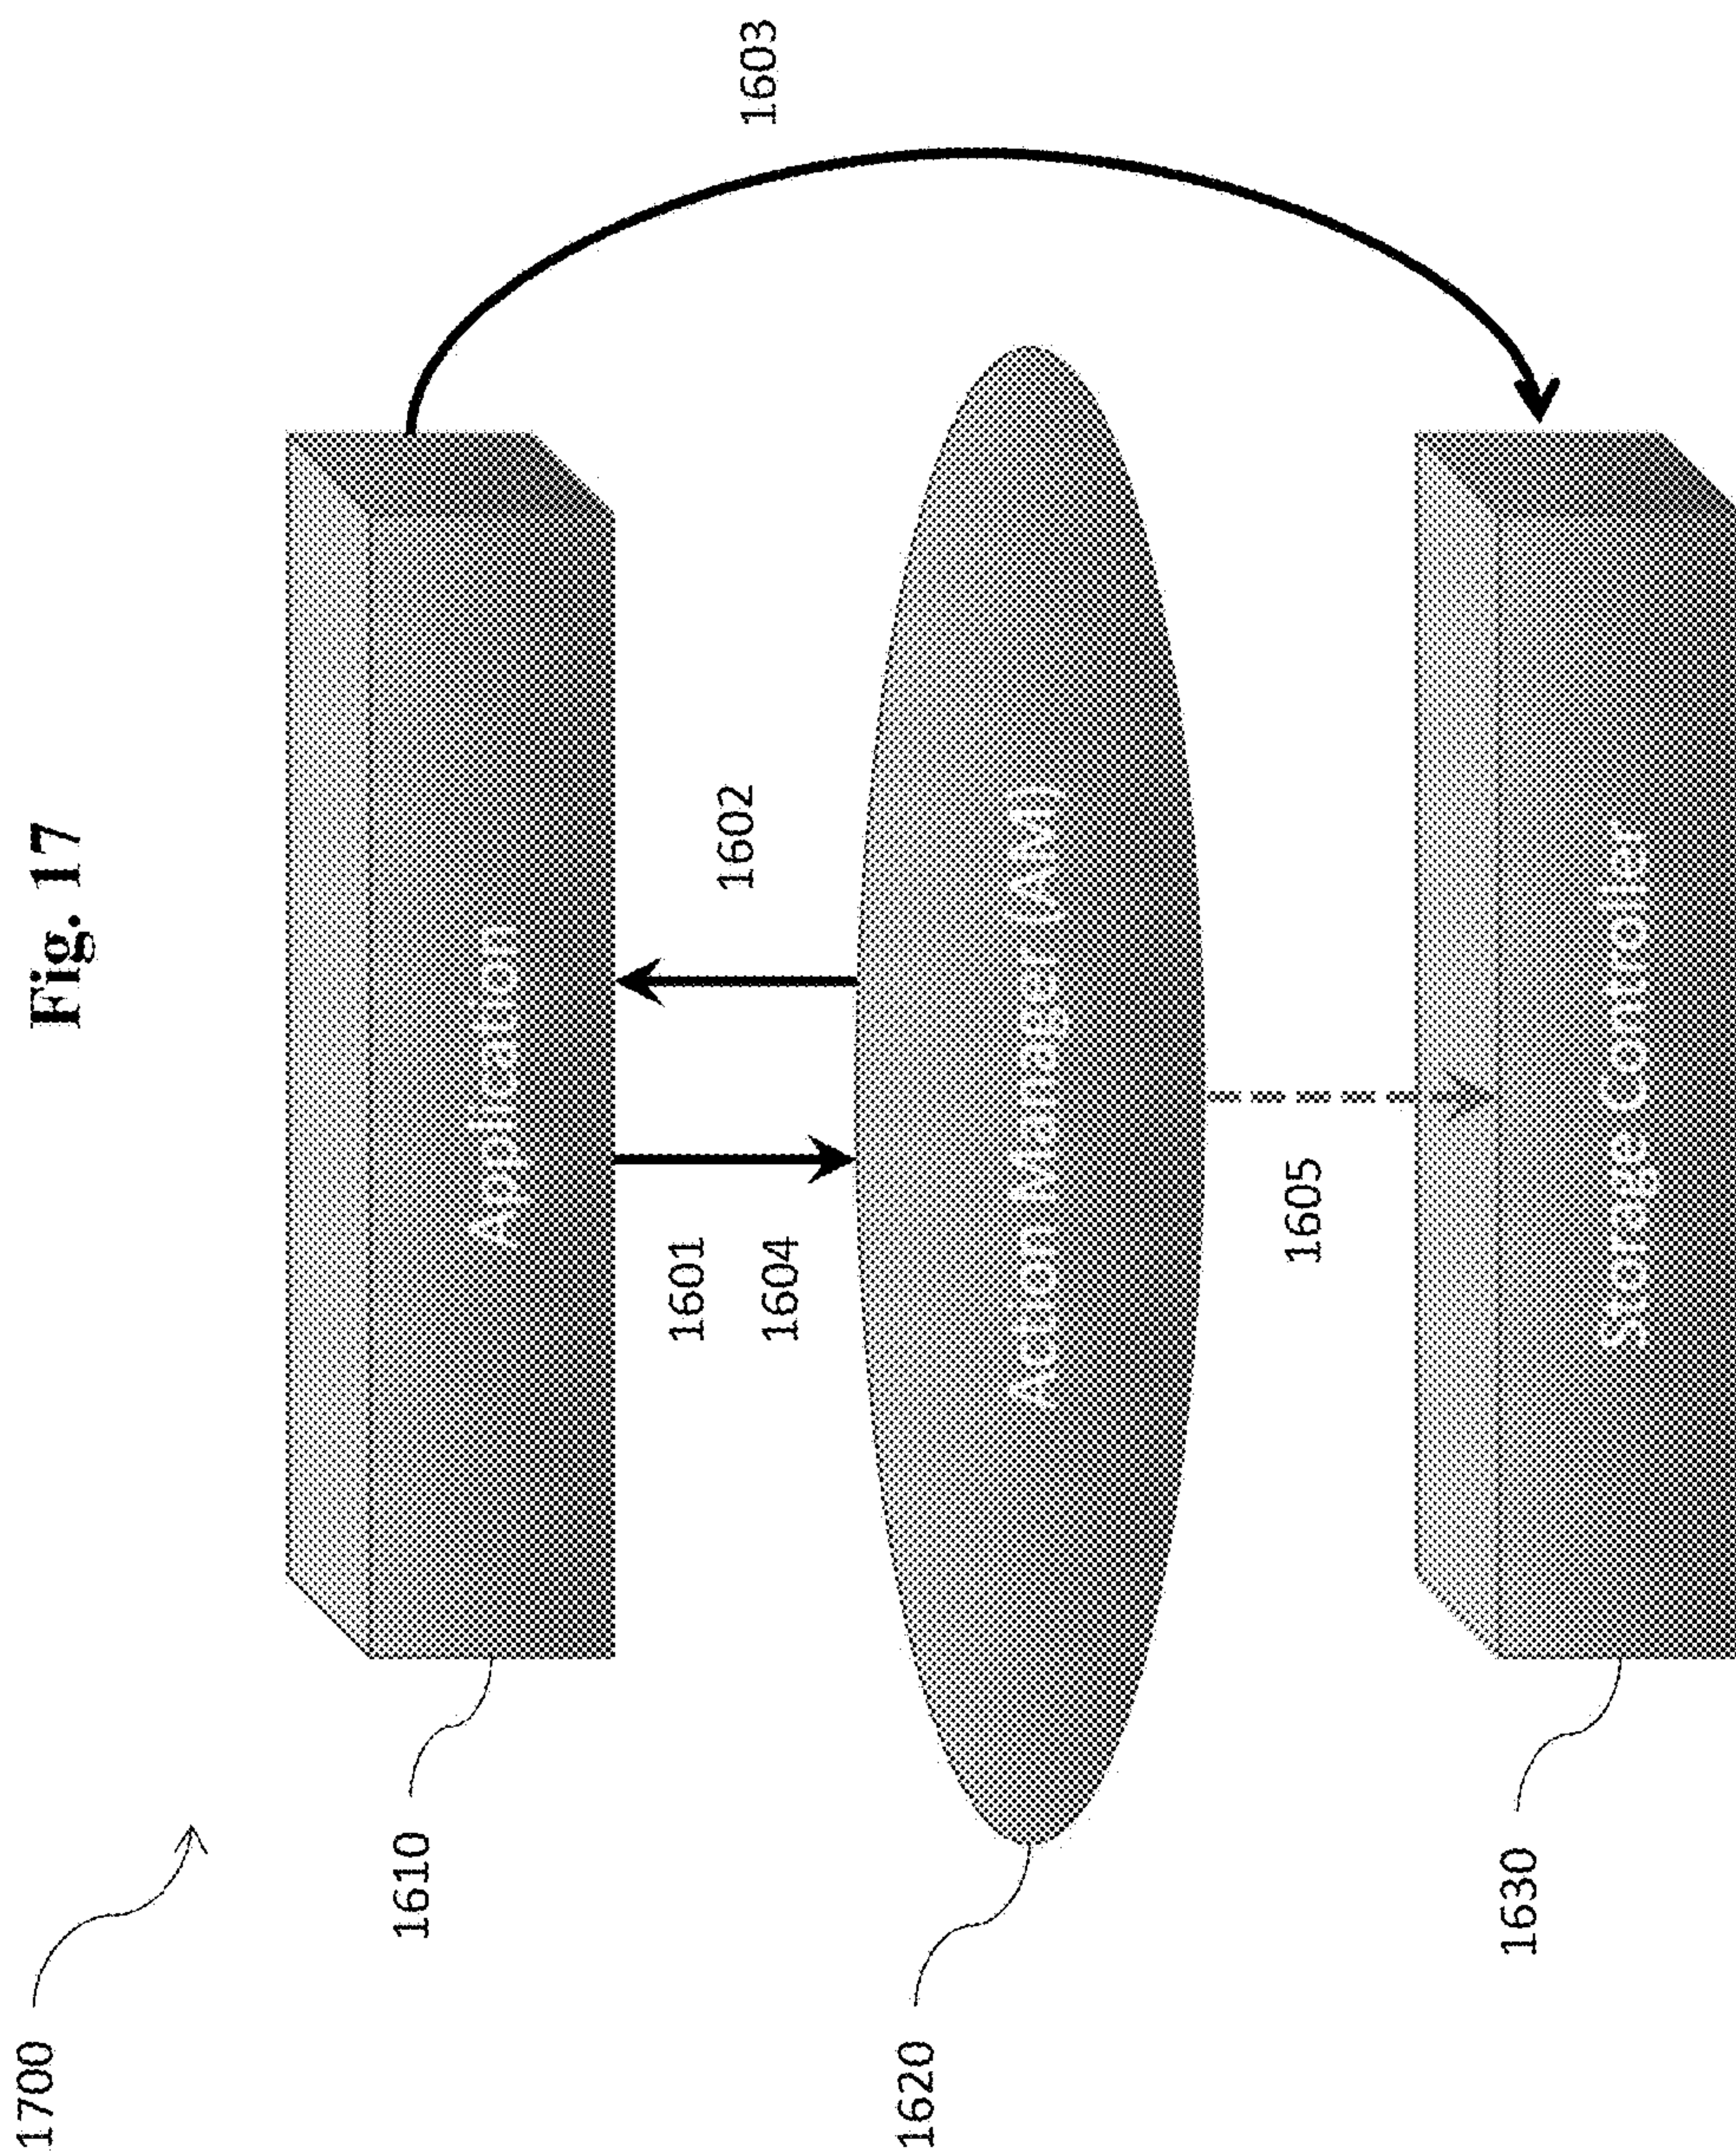 Fig. 17
1700
1610
Application
1603
1601
1602
1604
1620
Action Manager (AM)
1605
1630
Storage Controller